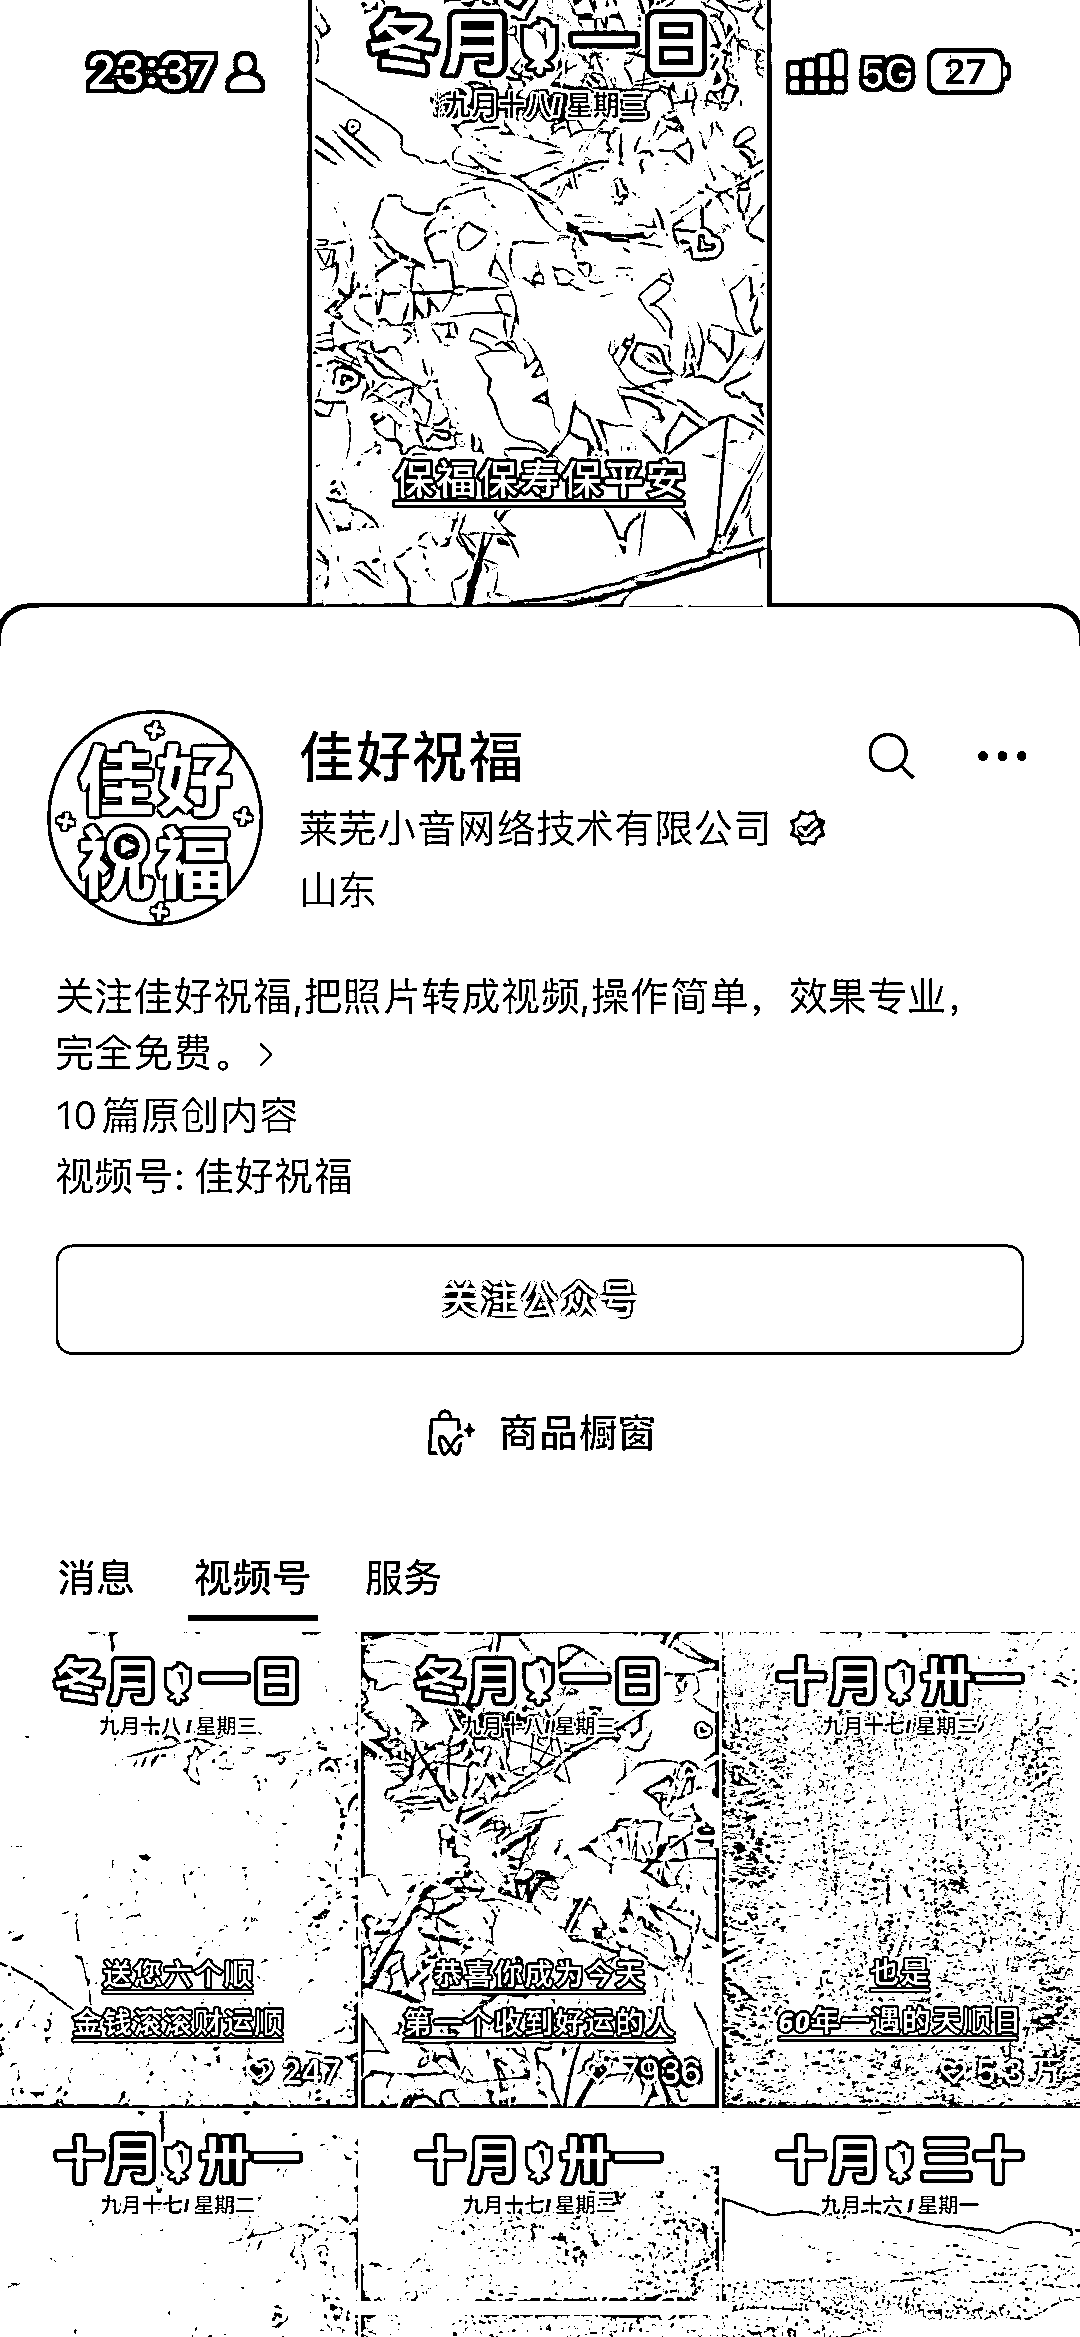 23:37
5G 27
冬月一日
九月十八/星期三
保福保寿保平安
佳好
祝福
佳好祝福
莱芜小音网络技术有限公司
山东
关注佳好祝福,把照片转成视频,操作简单，效果专业，
完全免费。
10篇原创内容
视频号: 佳好祝福
关注公众号
商品橱窗
消息 视频号 服务
冬月一日
九月十八/星期三
送您六个顺
金钱滚滚财运顺
247
冬月一日
九月十八/星期三
恭喜你成为今天
第一个收到好运的人
7936
十月卅一
九月十七/星期二
也是
60年一遇的天顺日
5.3万
十月卅一
九月十七/星期二
十月卅一
九月十七/星期二
十月三十
九月十六/星期一